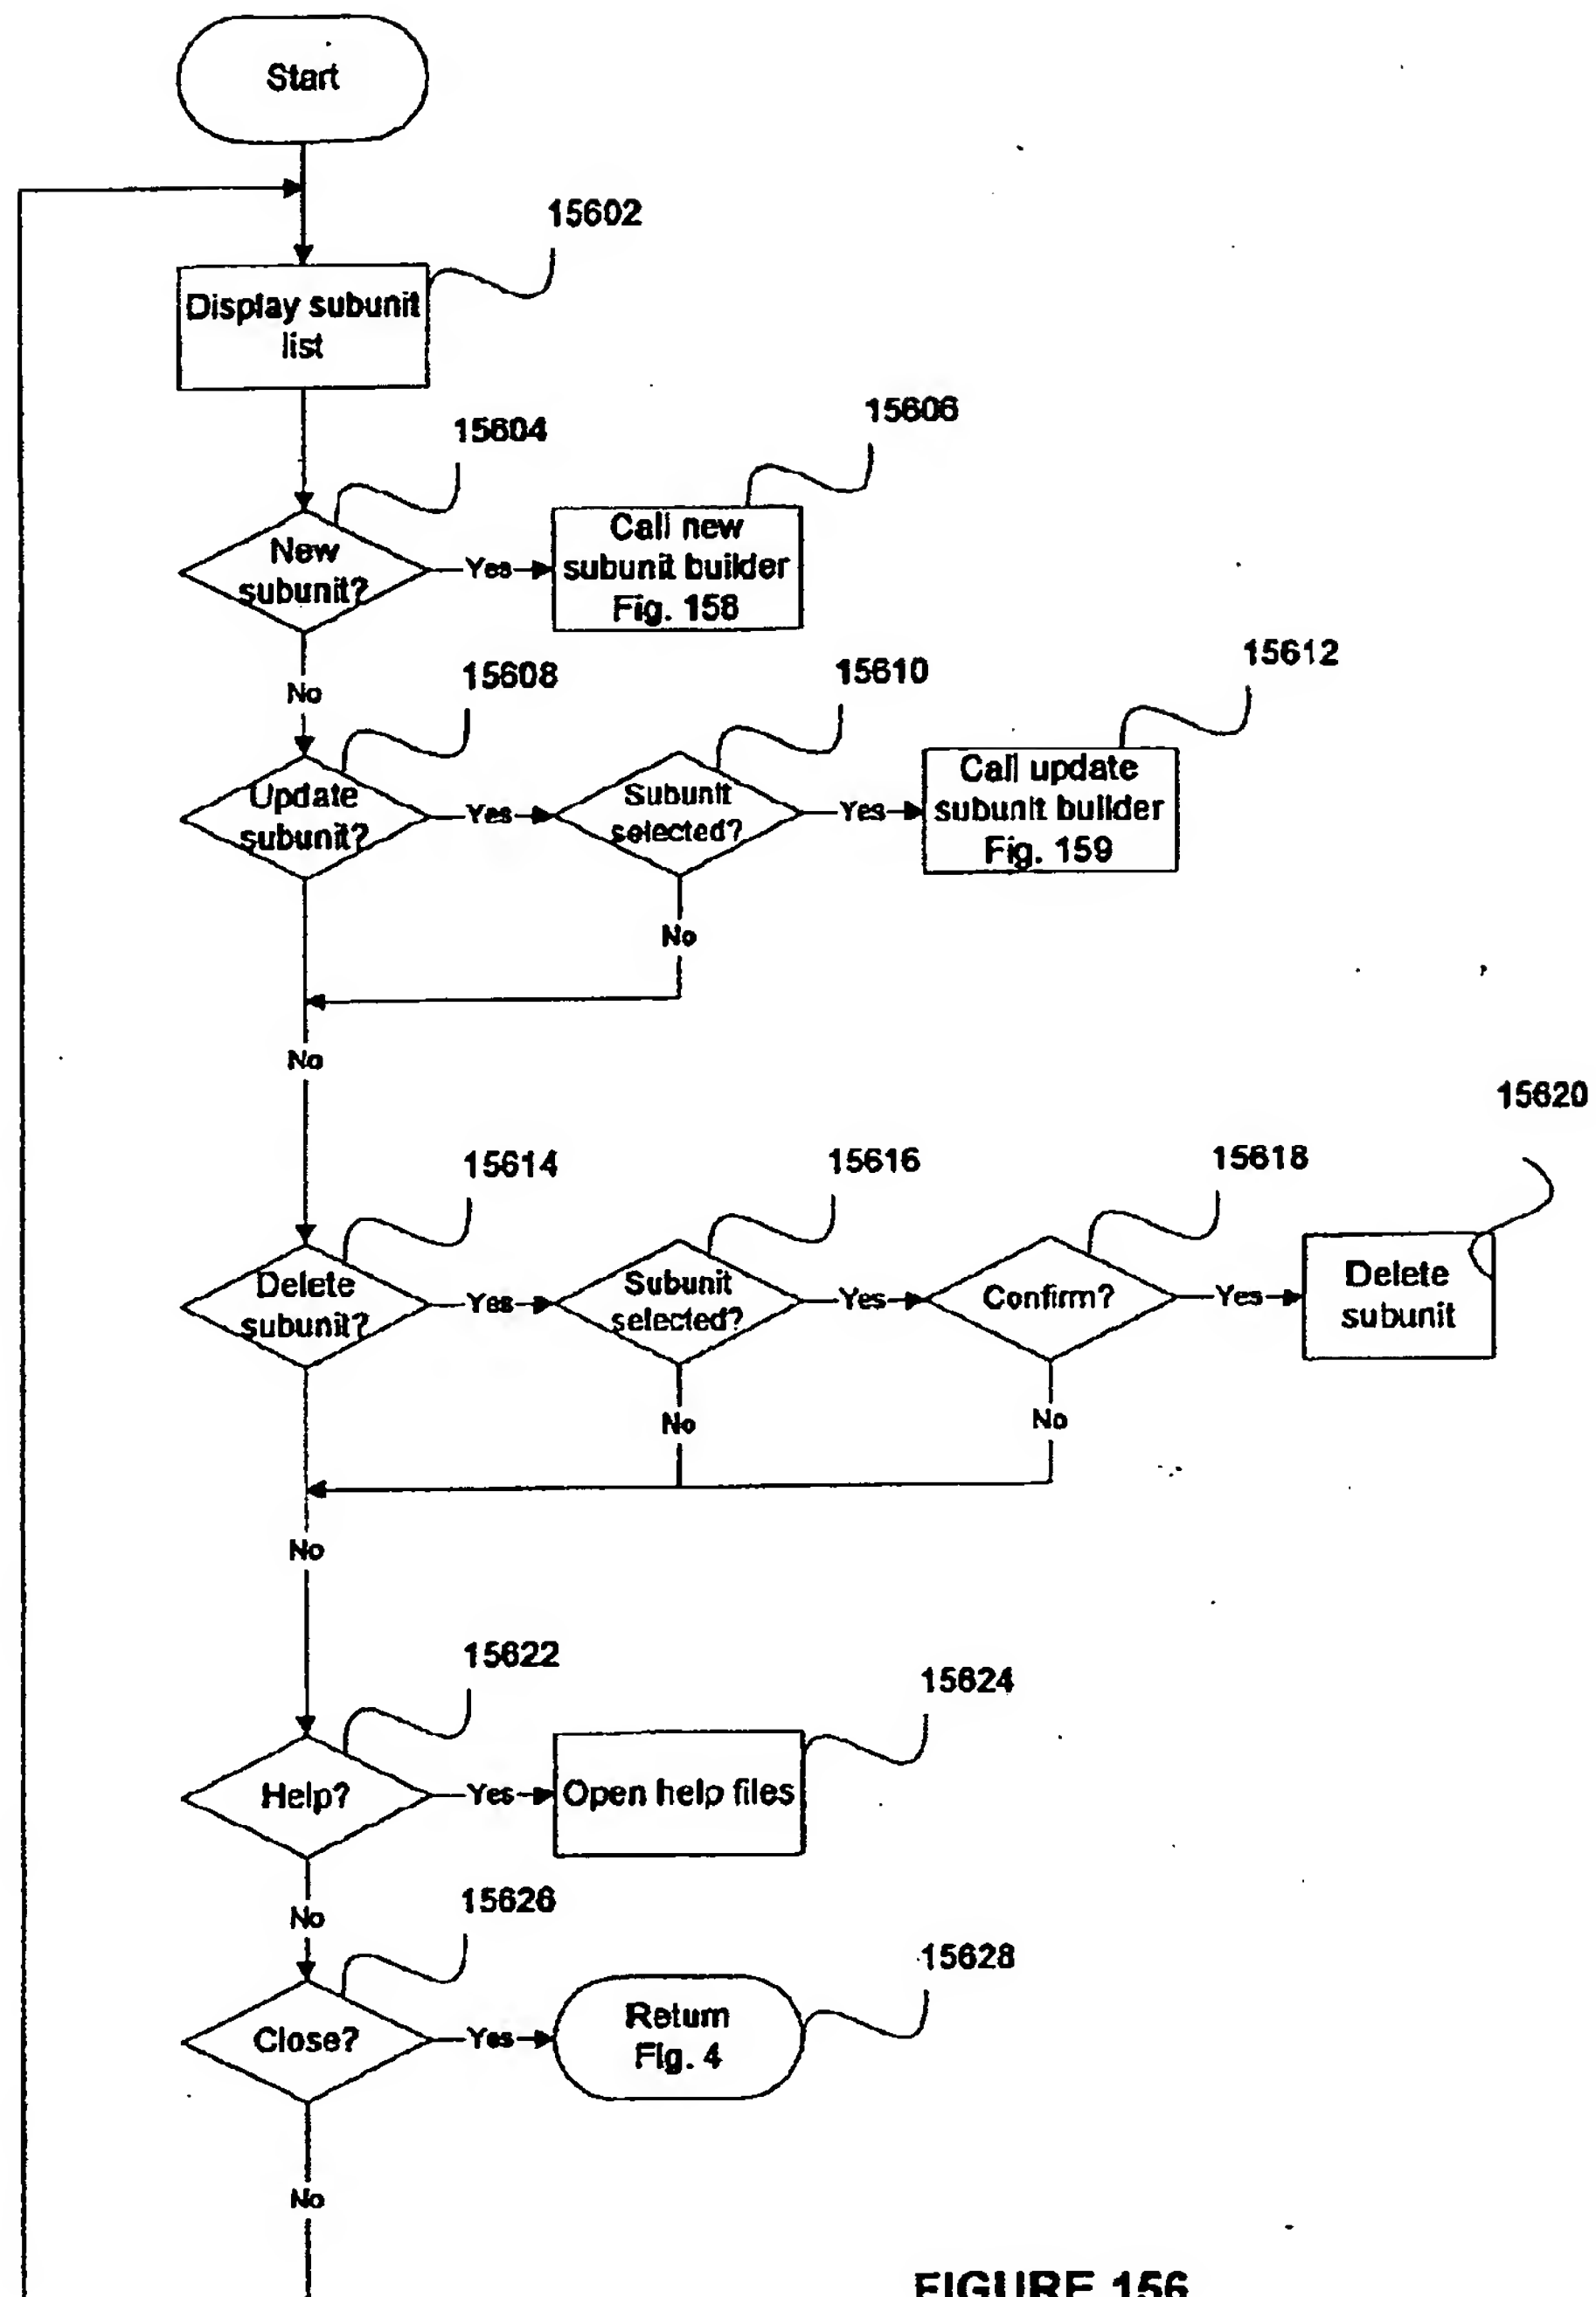 Start
15602
Display subunit
list
15604
15606
New
subunit?
Yes
Call new
subunit builder
Fig. 158
No
15608
15610
15612
Update
subunit?
Yes
Subunit
selected?
Yes
Call update
subunit builder
Fig. 159
No
No
15620
15614
15616
15618
Delete
subunit?
Yes
Subunit
selected?
Yes
Confirm?
Yes
Delete
subunit
No
No
No
15622
15624
Help?
Yes
Open help files
No
15626
15628
Close?
Yes
Return
Fig. 4
No
FIGURE 156